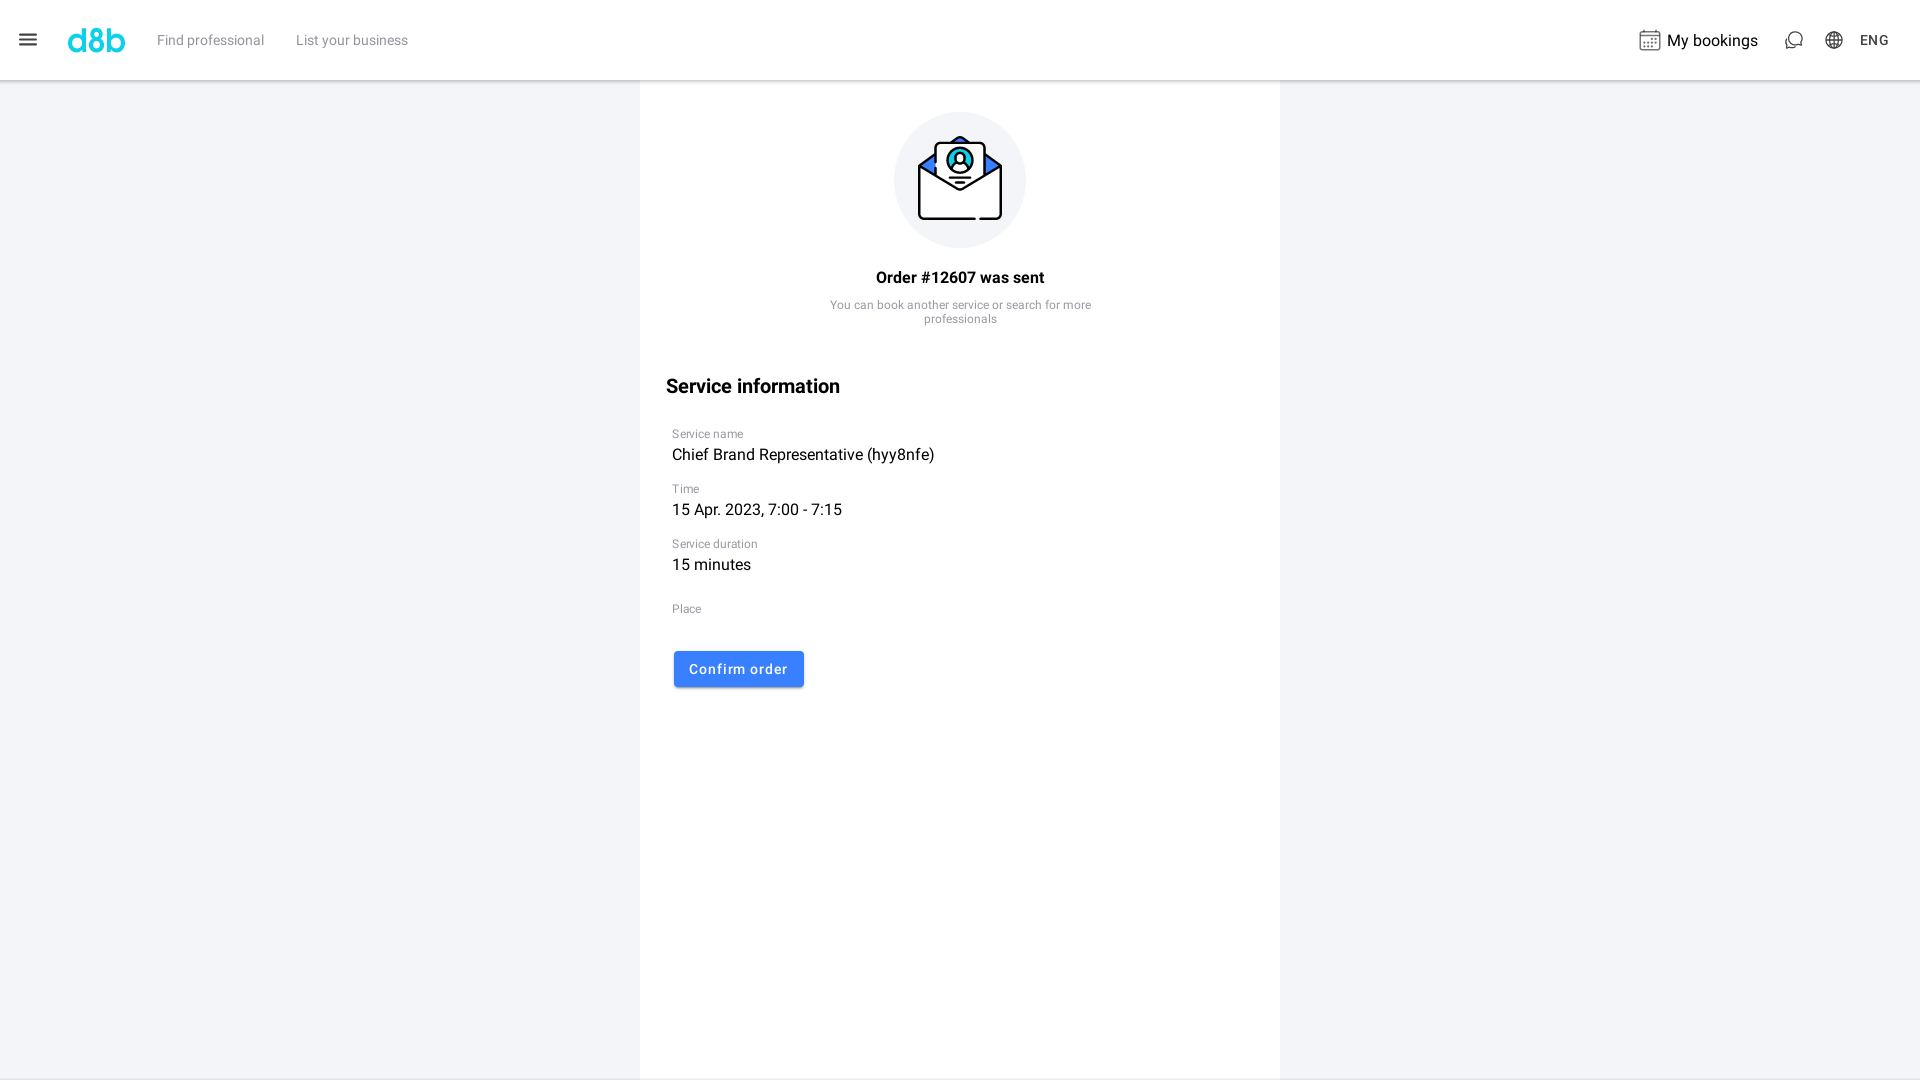 d8b
Find professional
List your business
My bookings
ENG
Order #12607 was sent
You can book another service or search for more
professionals
Service information
Service name
Chief Brand Representative (hyy8nfe)
Time
15 Apr. 2023, 7:00 - 7:15
Service duration
15 minutes
Place
Confirm order